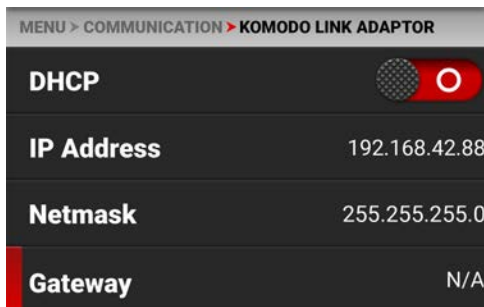 MENU > COMMUNICATION > KOMODO LINK ADAPTOR
DHCP
IP Address 192.168.42.88
Netmask 255.255.255.0
Gateway N/A